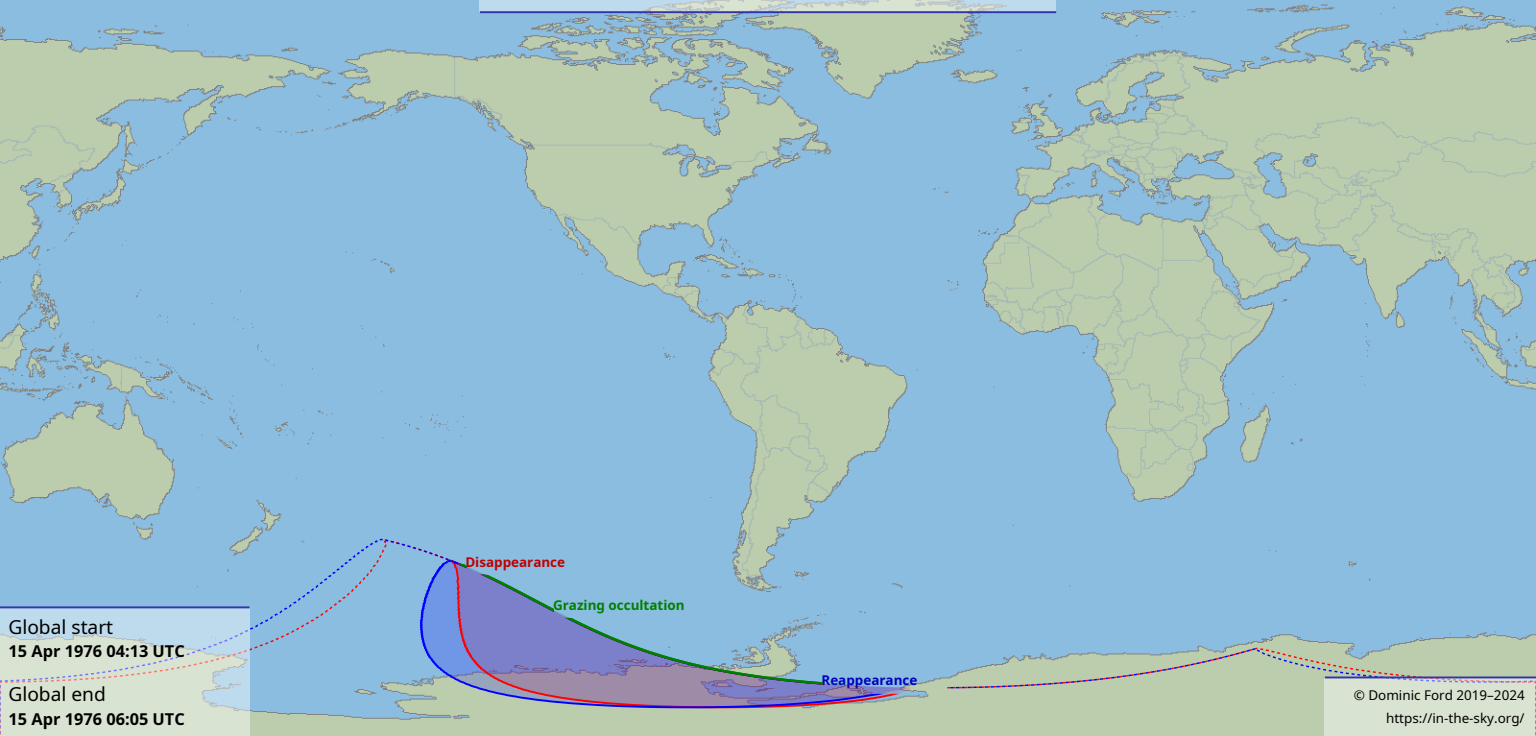 Disappearance
Grazing occultation
Reappearance
Global start
15 Apr 1976 04:13 UTC
Global end
15 Apr 1976 06:05 UTC
© Dominic Ford 2019–2024
https://in-the-sky.org/